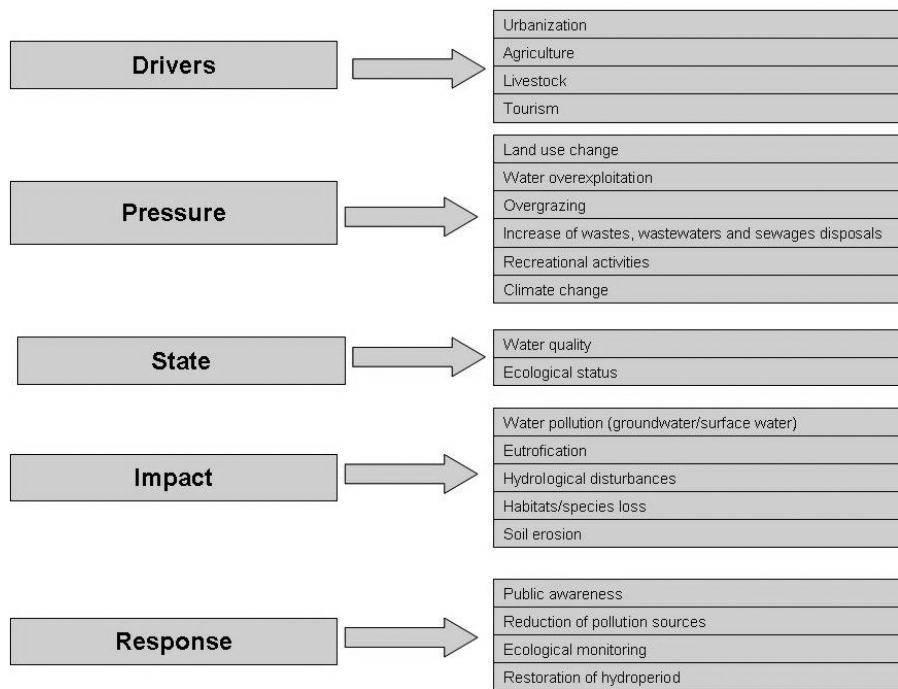 Drivers
Urbanization
Agriculture
Livestock
Tourism
Pressure
Land use change
Water overexploitation
Overgrazing
Increase of wastes, wastewaters and sewages disposals
Recreational activities
Climate change
State
Water quality
Ecological status
Impact
Water pollution (groundwater/surface water)
Eutrofication
Hydrological disturbances
Habitats/species loss
Soil erosion
Response
Public awareness
Reduction of pollution sources
Ecological monitoring
Restoration of hydroperiod